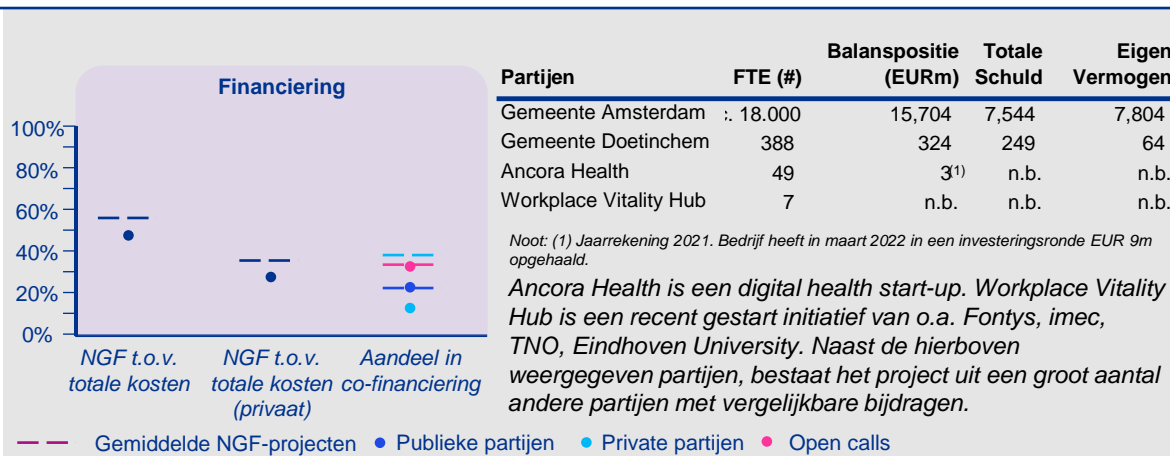 Financiering
100%
80%
60%
40%
20%
0%
NGF t.o.v. totale kosten
NGF t.o.v. totale kosten (privaat)
Aandeel in co-financiering
Gemiddelde NGF-projecten Publieke partijen Private partijen Open calls
Partijen FTE (#) Balanspositie (EURm) Totale Schuld Eigen Vermogen
Gemeente Amsterdam c. 18.000 15,704 7,544 7,804
Gemeente Doetinchem 388 324 249 64
Ancora Health 49 3(1) n.b. n.b.
Workplace Vitality Hub 7 n.b. n.b. n.b.
Noot: (1) Jaarrekening 2021. Bedrijf heeft in maart 2022 in een investeringsronde EUR 9m
opgehaald.
Ancora Health is een digital health start-up. Workplace Vitality
Hub is een recent gestart initiatief van o.a. Fontys, imec,
TNO, Eindhoven University. Naast de hierboven
weergegeven partijen, bestaat het project uit een groot aantal
andere partijen met vergelijkbare bijdragen.